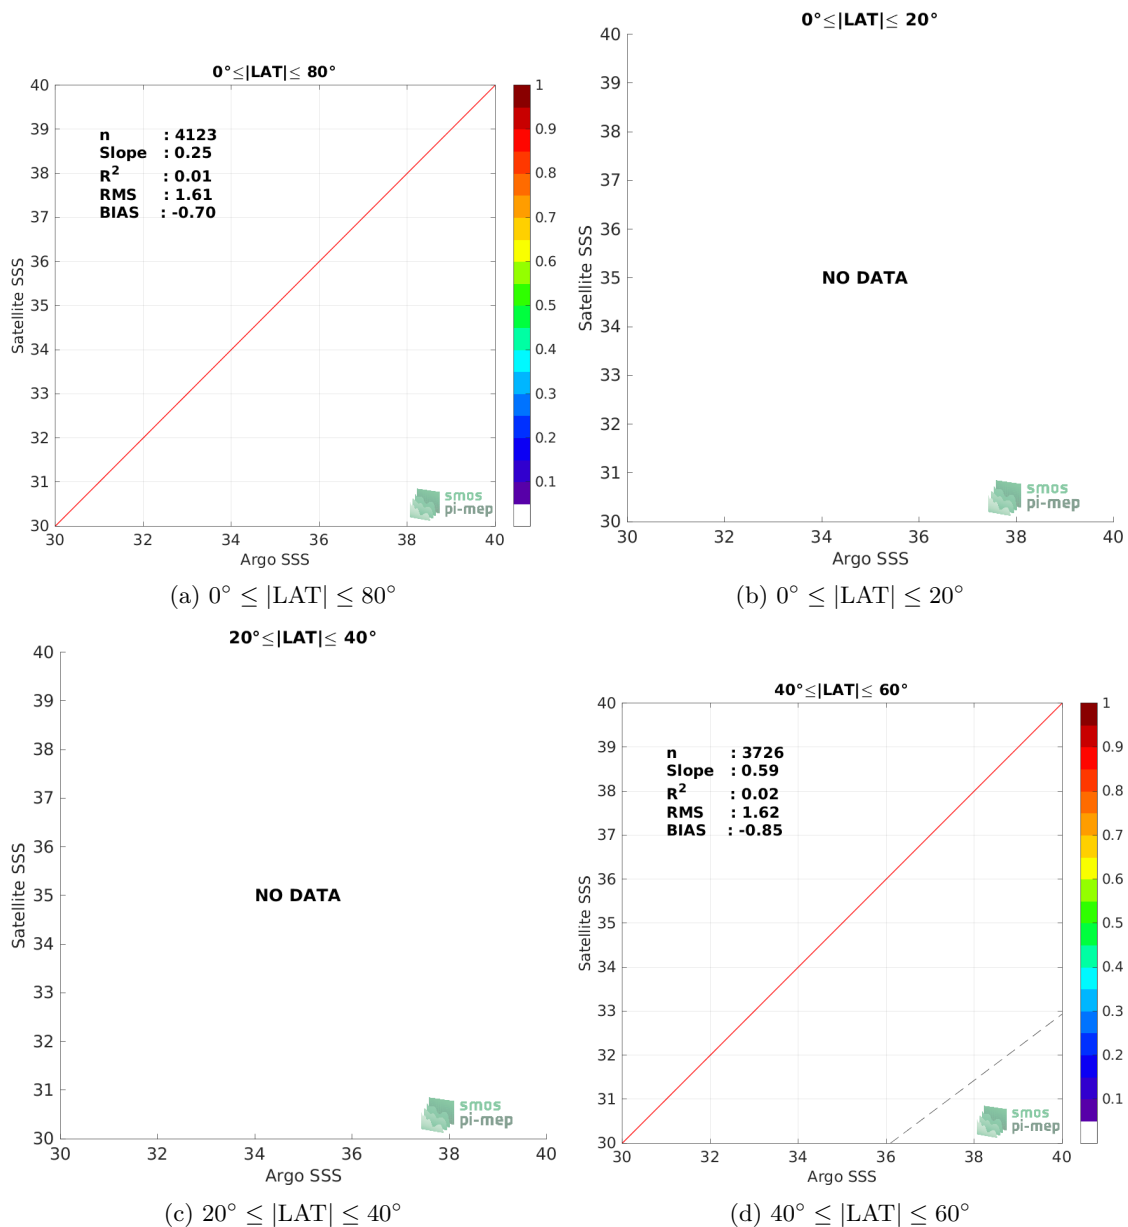 0°≤|LAT|≤ 80°
40
39
38
37
36
35
34
33
32
31
30
Satellite SSS
n : 4123
Slope : 0.25
R² : 0.01
RMS : 1.61
BIAS : -0.70
smos
pi-mep
30 32 34 36 38 40
Argo SSS
1
0.9
0.8
0.7
0.6
0.5
0.4
0.3
0.2
0.1
(a) 0° ≤ |LAT| ≤ 80°
0°≤|LAT|≤ 20°
40
39
38
37
36
35
34
33
32
31
30
Satellite SSS
NO DATA
smos
pi-mep
30 32 34 36 38 40
Argo SSS
(b) 0° ≤ |LAT| ≤ 20°
20°≤|LAT|≤ 40°
40
39
38
37
36
35
34
33
32
31
30
Satellite SSS
NO DATA
smos
pi-mep
30 32 34 36 38 40
Argo SSS
(c) 20° ≤ |LAT| ≤ 40°
40°≤|LAT|≤ 60°
40
39
38
37
36
35
34
33
32
31
30
Satellite SSS
n : 3726
Slope : 0.59
R² : 0.02
RMS : 1.62
BIAS : -0.85
smos
pi-mep
30 32 34 36 38 40
Argo SSS
1
0.9
0.8
0.7
0.6
0.5
0.4
0.3
0.2
0.1
(d) 40° ≤ |LAT| ≤ 60°